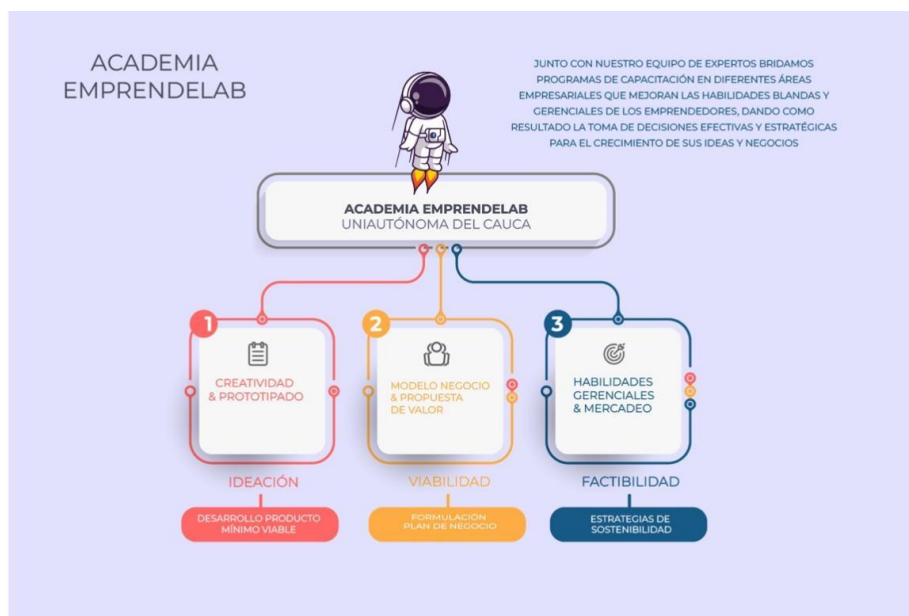 ACADEMIA
EMPRENDELAB
JUNTO CON NUESTRO EQUIPO DE EXPERTOS BRIDAMOS
PROGRAMAS DE CAPACITACIÓN EN DIFERENTES ÁREAS
EMPRESARIALES QUE MEJORAN LAS HABILIDADES BLANDAS Y
GERENCIALES DE LOS EMPRENDEDORES, DANDO COMO
RESULTADO LA TOMA DE DECISIONES EFECTIVAS Y ESTRATÉGICAS
PARA EL CRECIMIENTO DE SUS IDEAS Y NEGOCIOS
ACADEMIA EMPRENDELAB
UNIAUTÓNOMA DEL CAUCA
1
CREATIVIDAD
& PROTOTIPADO
IDEACIÓN
DESARROLLO PRODUCTO
MÍNIMO VIABLE
2
MODELO NEGOCIO
& PROPUESTA
DE VALOR
VIABILIDAD
FORMULACIÓN
PLAN DE NEGOCIO
3
HABILIDADES
GERENCIALES
& MERCADEO
FACTIBILIDAD
ESTRATEGIAS DE
SOSTENIBILIDAD